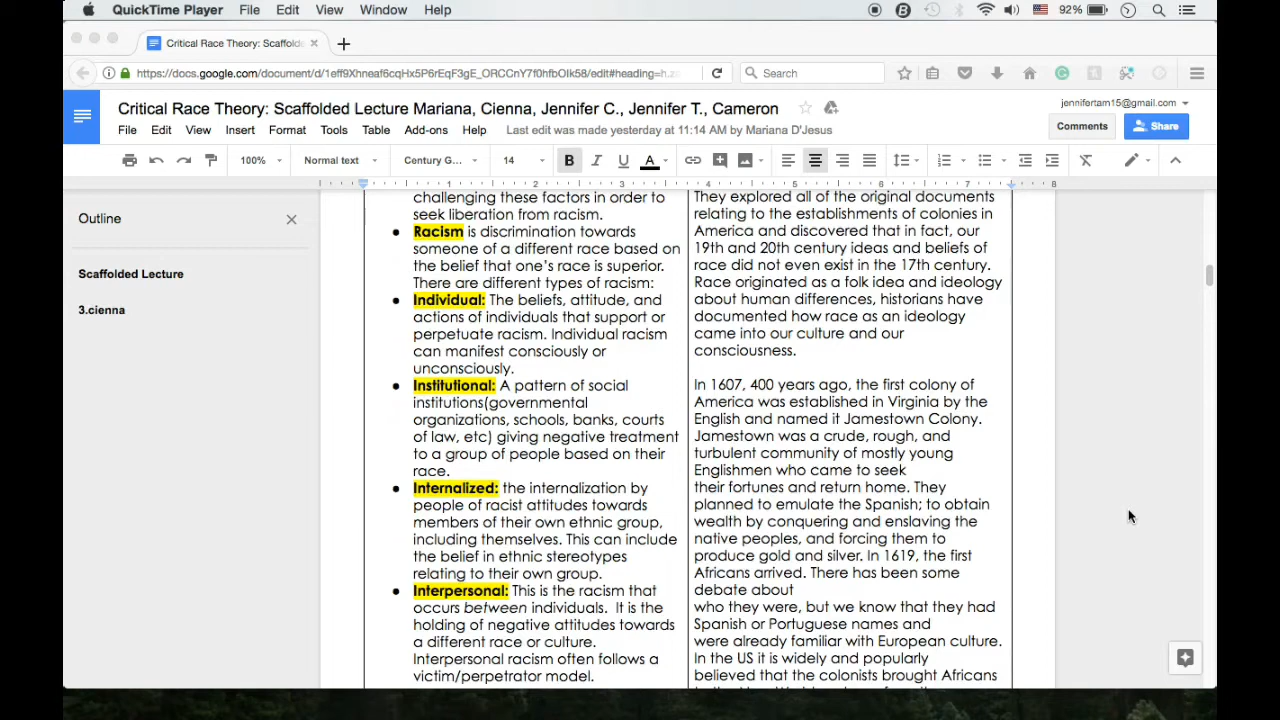 QuickTime Player File Edit View Window Help 92%
Critical Race Theory: Scaffold
https://docs.google.com/document/d/1eff9Xhneaf6cqHx5P6rEqF3gE_ORCCnY7f0hfbOIk58/edit#heading=h.z Search
Critical Race Theory: Scaffolded Lecture Mariana, Cienna, Jennifer C., Jennifer T., Cameron
jennifertam15@gmail.com
File Edit View Insert Format Tools Table Add-ons Help Last edit was made yesterday at 11:14 AM by Mariana D'Jesus
Comments Share
100% Normal text Century G... 14 B I U A
1 2 3 4 5 6 7 8
Outline
Scaffolded Lecture
3.cienna
challenging these factors in order to
seek liberation from racism.
Racism is discrimination towards
someone of a different race based on
the belief that one's race is superior.
There are different types of racism:
Individual: The beliefs, attitude, and
actions of individuals that support or
perpetuate racism. Individual racism
can manifest consciously or
unconsciously.
Institutional: A pattern of social
institutions(governmental
organizations, schools, banks, courts
of law, etc) giving negative treatment
to a group of people based on their
race.
Internalized: the internalization by
people of racist attitudes towards
members of their own ethnic group,
including themselves. This can include
the belief in ethnic stereotypes
relating to their own group.
Interpersonal: This is the racism that
occurs between individuals. It is the
holding of negative attitudes towards
a different race or culture.
Interpersonal racism often follows a
victim/perpetrator model.
They explored all of the original documents
relating to the establishments of colonies in
America and discovered that in fact, our
19th and 20th century ideas and beliefs of
race did not even exist in the 17th century.
Race originated as a folk idea and ideology
about human differences, historians have
documented how race as an ideology
came into our culture and our
consciousness.
In 1607, 400 years ago, the first colony of
America was established in Virginia by the
English and named it Jamestown Colony.
Jamestown was a crude, rough, and
turbulent community of mostly young
Englishmen who came to seek
their fortunes and return home. They
planned to emulate the Spanish; to obtain
wealth by conquering and enslaving the
native peoples, and forcing them to
produce gold and silver. In 1619, the first
Africans arrived. There has been some
debate about
who they were, but we know that they had
Spanish or Portuguese names and
were already familiar with European culture.
In the US it is widely and popularly
believed that the colonists brought Africans